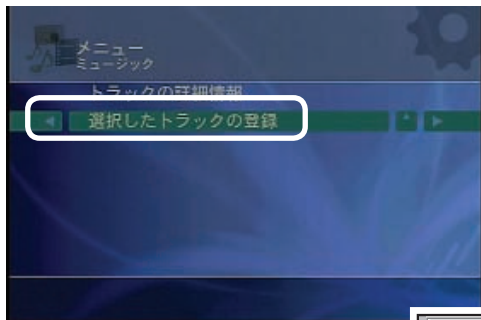 メニュー
ミュージック
トラックの詳細情報
選択したトラックの登録